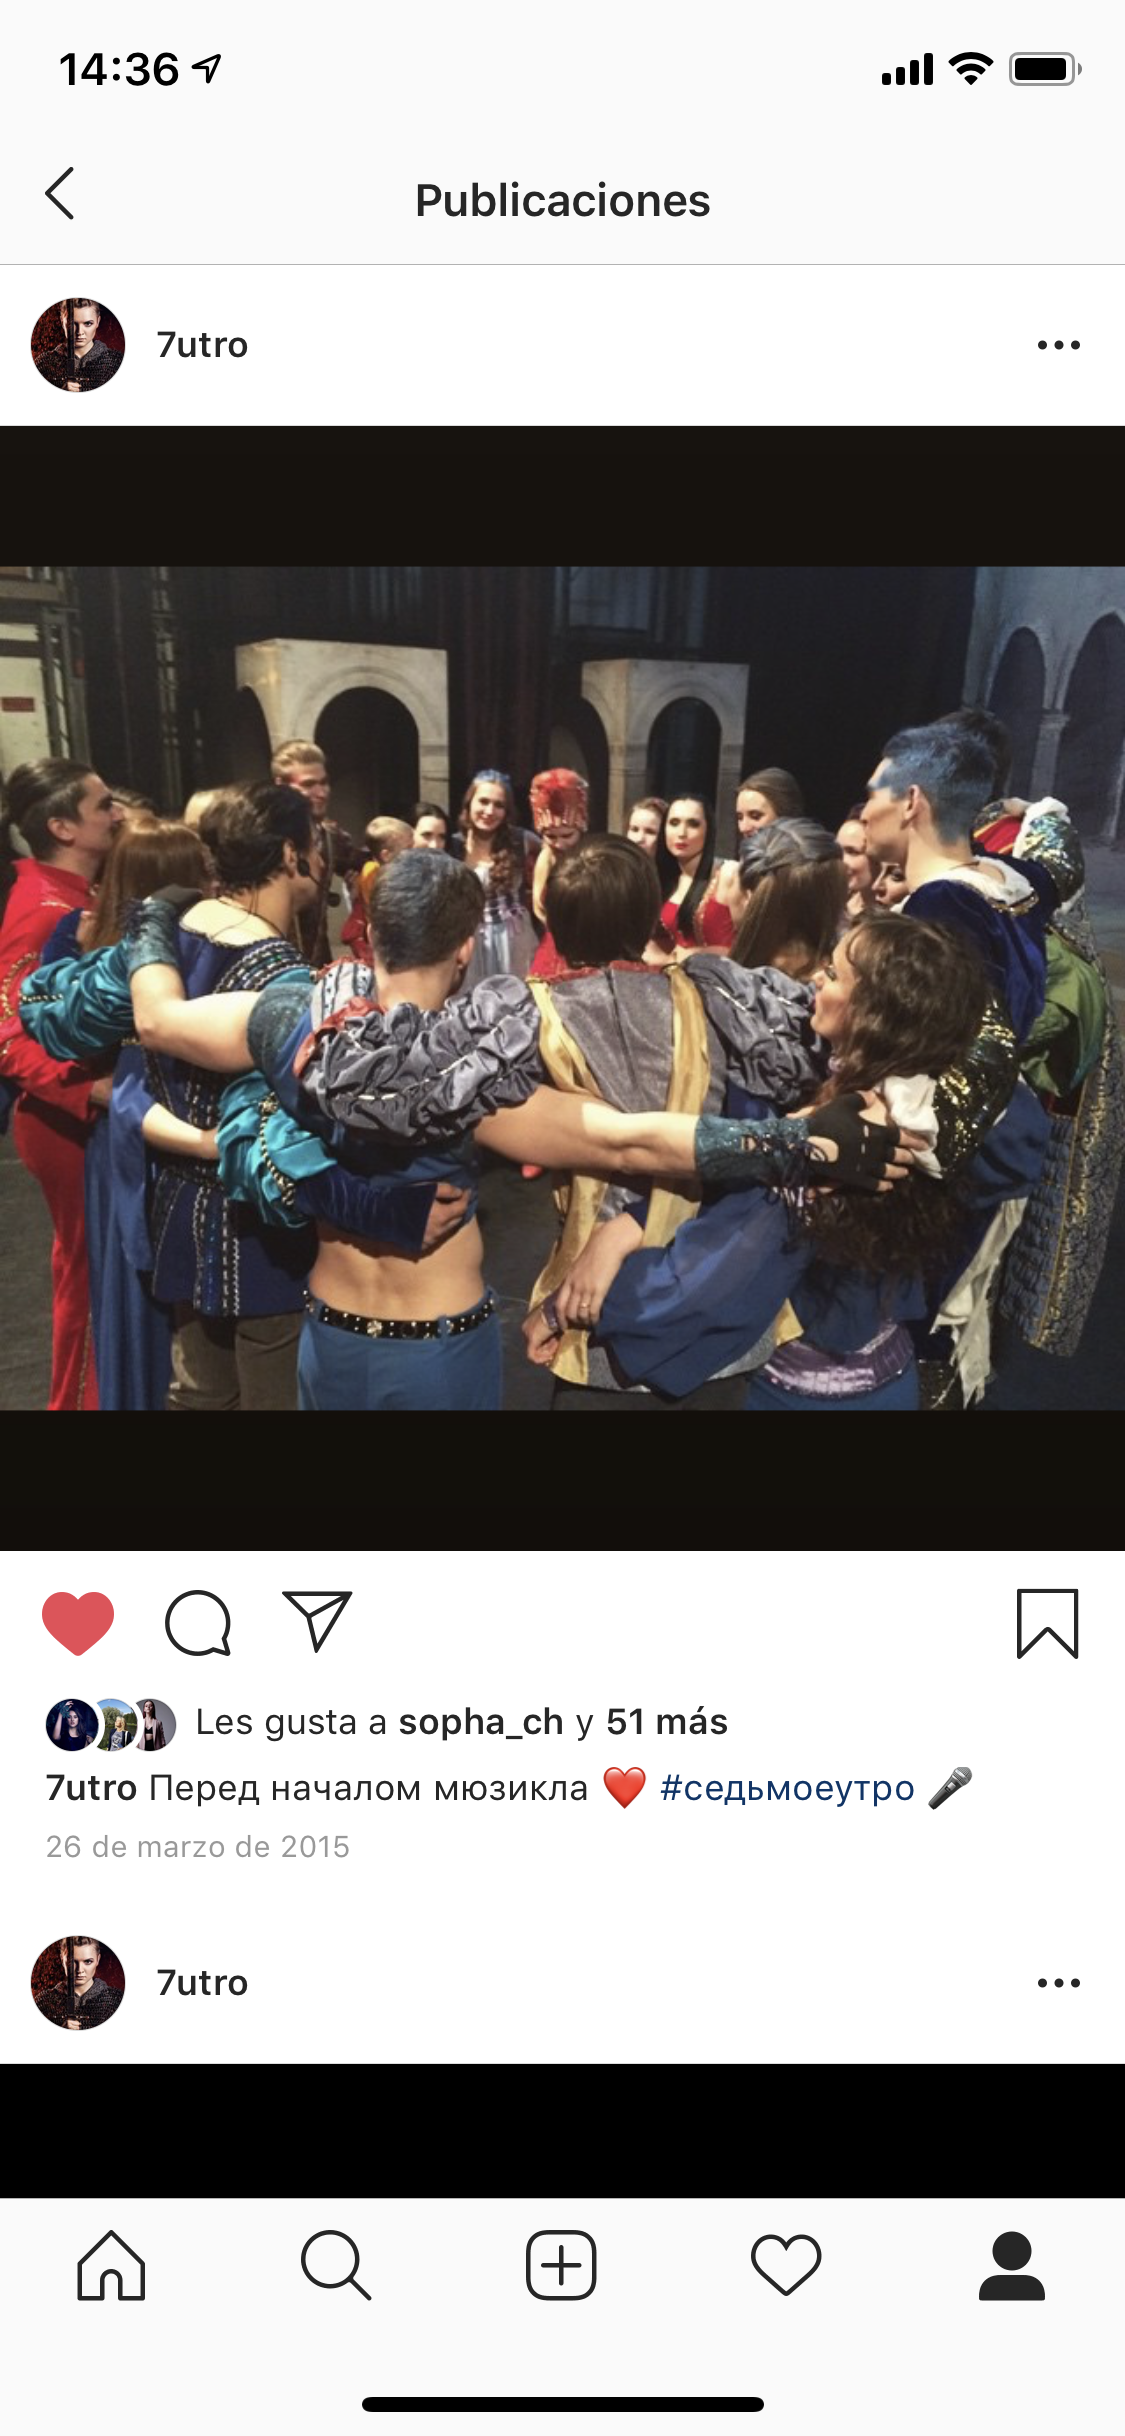 14:36
Publicaciones
7utro
Les gusta a sopha_ch y 51 más
7utro Перед началом мюзикла ❤️ #седьмоеутро 🎤
26 de marzo de 2015
7utro